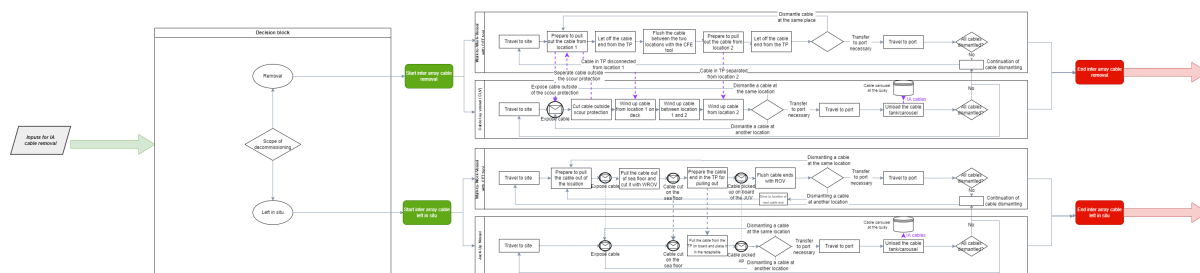 Decision block
Removal
Inputs for IA
cable removal
Scope of
decommissioning
Left in situ
Start inter array cable
removal
Start inter array cable
left in situ
Dismantle cable
at the same place
Travel to site
Prepare to pull
out the cable from
location 1
Let off the cable
end from the TP
Flush the cable
between the two
locations with the CFE
tool
Prepare to pull
out the cable from
location 2
Let off the cable
end from the TP
Transfer
to port
necessary
Travel to port
All cables
dismantled?
No
Continuation of
cable dismantling
Cable in TP disconnected
from location 1
Cable in TP separated
from location 2
Separate cable outside
the scour protection
Expose cable outside
of the scour protection
Dismantle a cable at
the same location
Cable carousel
at the quay
IA cables
Travel to site
Expose cable
Cut cable outside
scour protection
Wind up cable
from location 1 on
deck
Wind up cable
between location
1 and 2
Wind up cable
from location 2
Transfer
to port
necessary
Travel to port
Unload the cable
tank/carousel
All cables
dismantled?
No
Dismantle a cable at
another location
End inter array cable
removal
Dismantling a cable
at the same location
Travel to site
Prepare to pull
the cable out of
the location
Expose cable
Pull the cable out
of sea floor and
cut it with WROV
Cable cut
on the
sea floor
Prepare the cable
end in the TP for
pulling out
Cable picked
up on board
of the JUV
Flush cable ends
with ROV
Dismantling a cable
at another location
Transfer
to port
necessary
Travel to port
All cables
dismantled?
No
Continuation of
cable dismantling
Dismantling a cable
at the same location
Cable carousel
at the quay
IA cables
Travel to site
Expose cable
Cable cut
on the
sea floor
Pull the cable from the
TP on board and place it
in the receptacle
Cable picked
up
Transfer
to port
necessary
Travel to port
Unload the cable
tank/carousel
All cables
dismantled?
Dismantling a cable
at another location
End inter array cable
left in situ